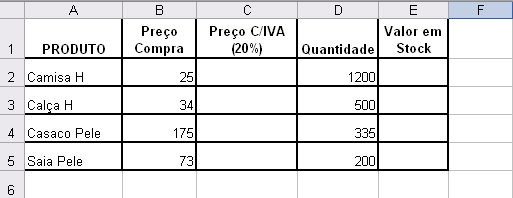 A B C D E F
1 PRODUTO Preço Compra Preço C/IVA (20%) Quantidade Valor em Stock
2 Camisa H 25 1200
3 Calça H 34 500
4 Casaco Pele 175 335
5 Saia Pele 73 200
6